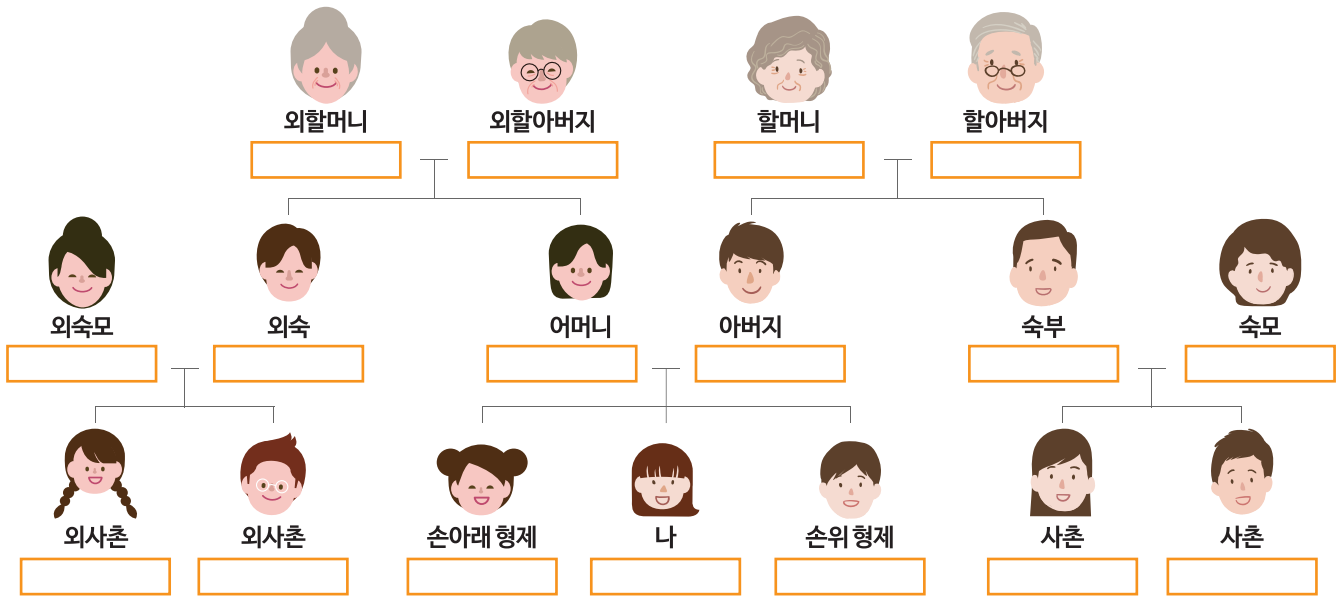 외할머니 외할아버지 할머니 할아버지
외숙모 외숙 어머니 아버지 숙부 숙모
외사촌 외사촌 손아래 형제 나 손위 형제 사촌 사촌